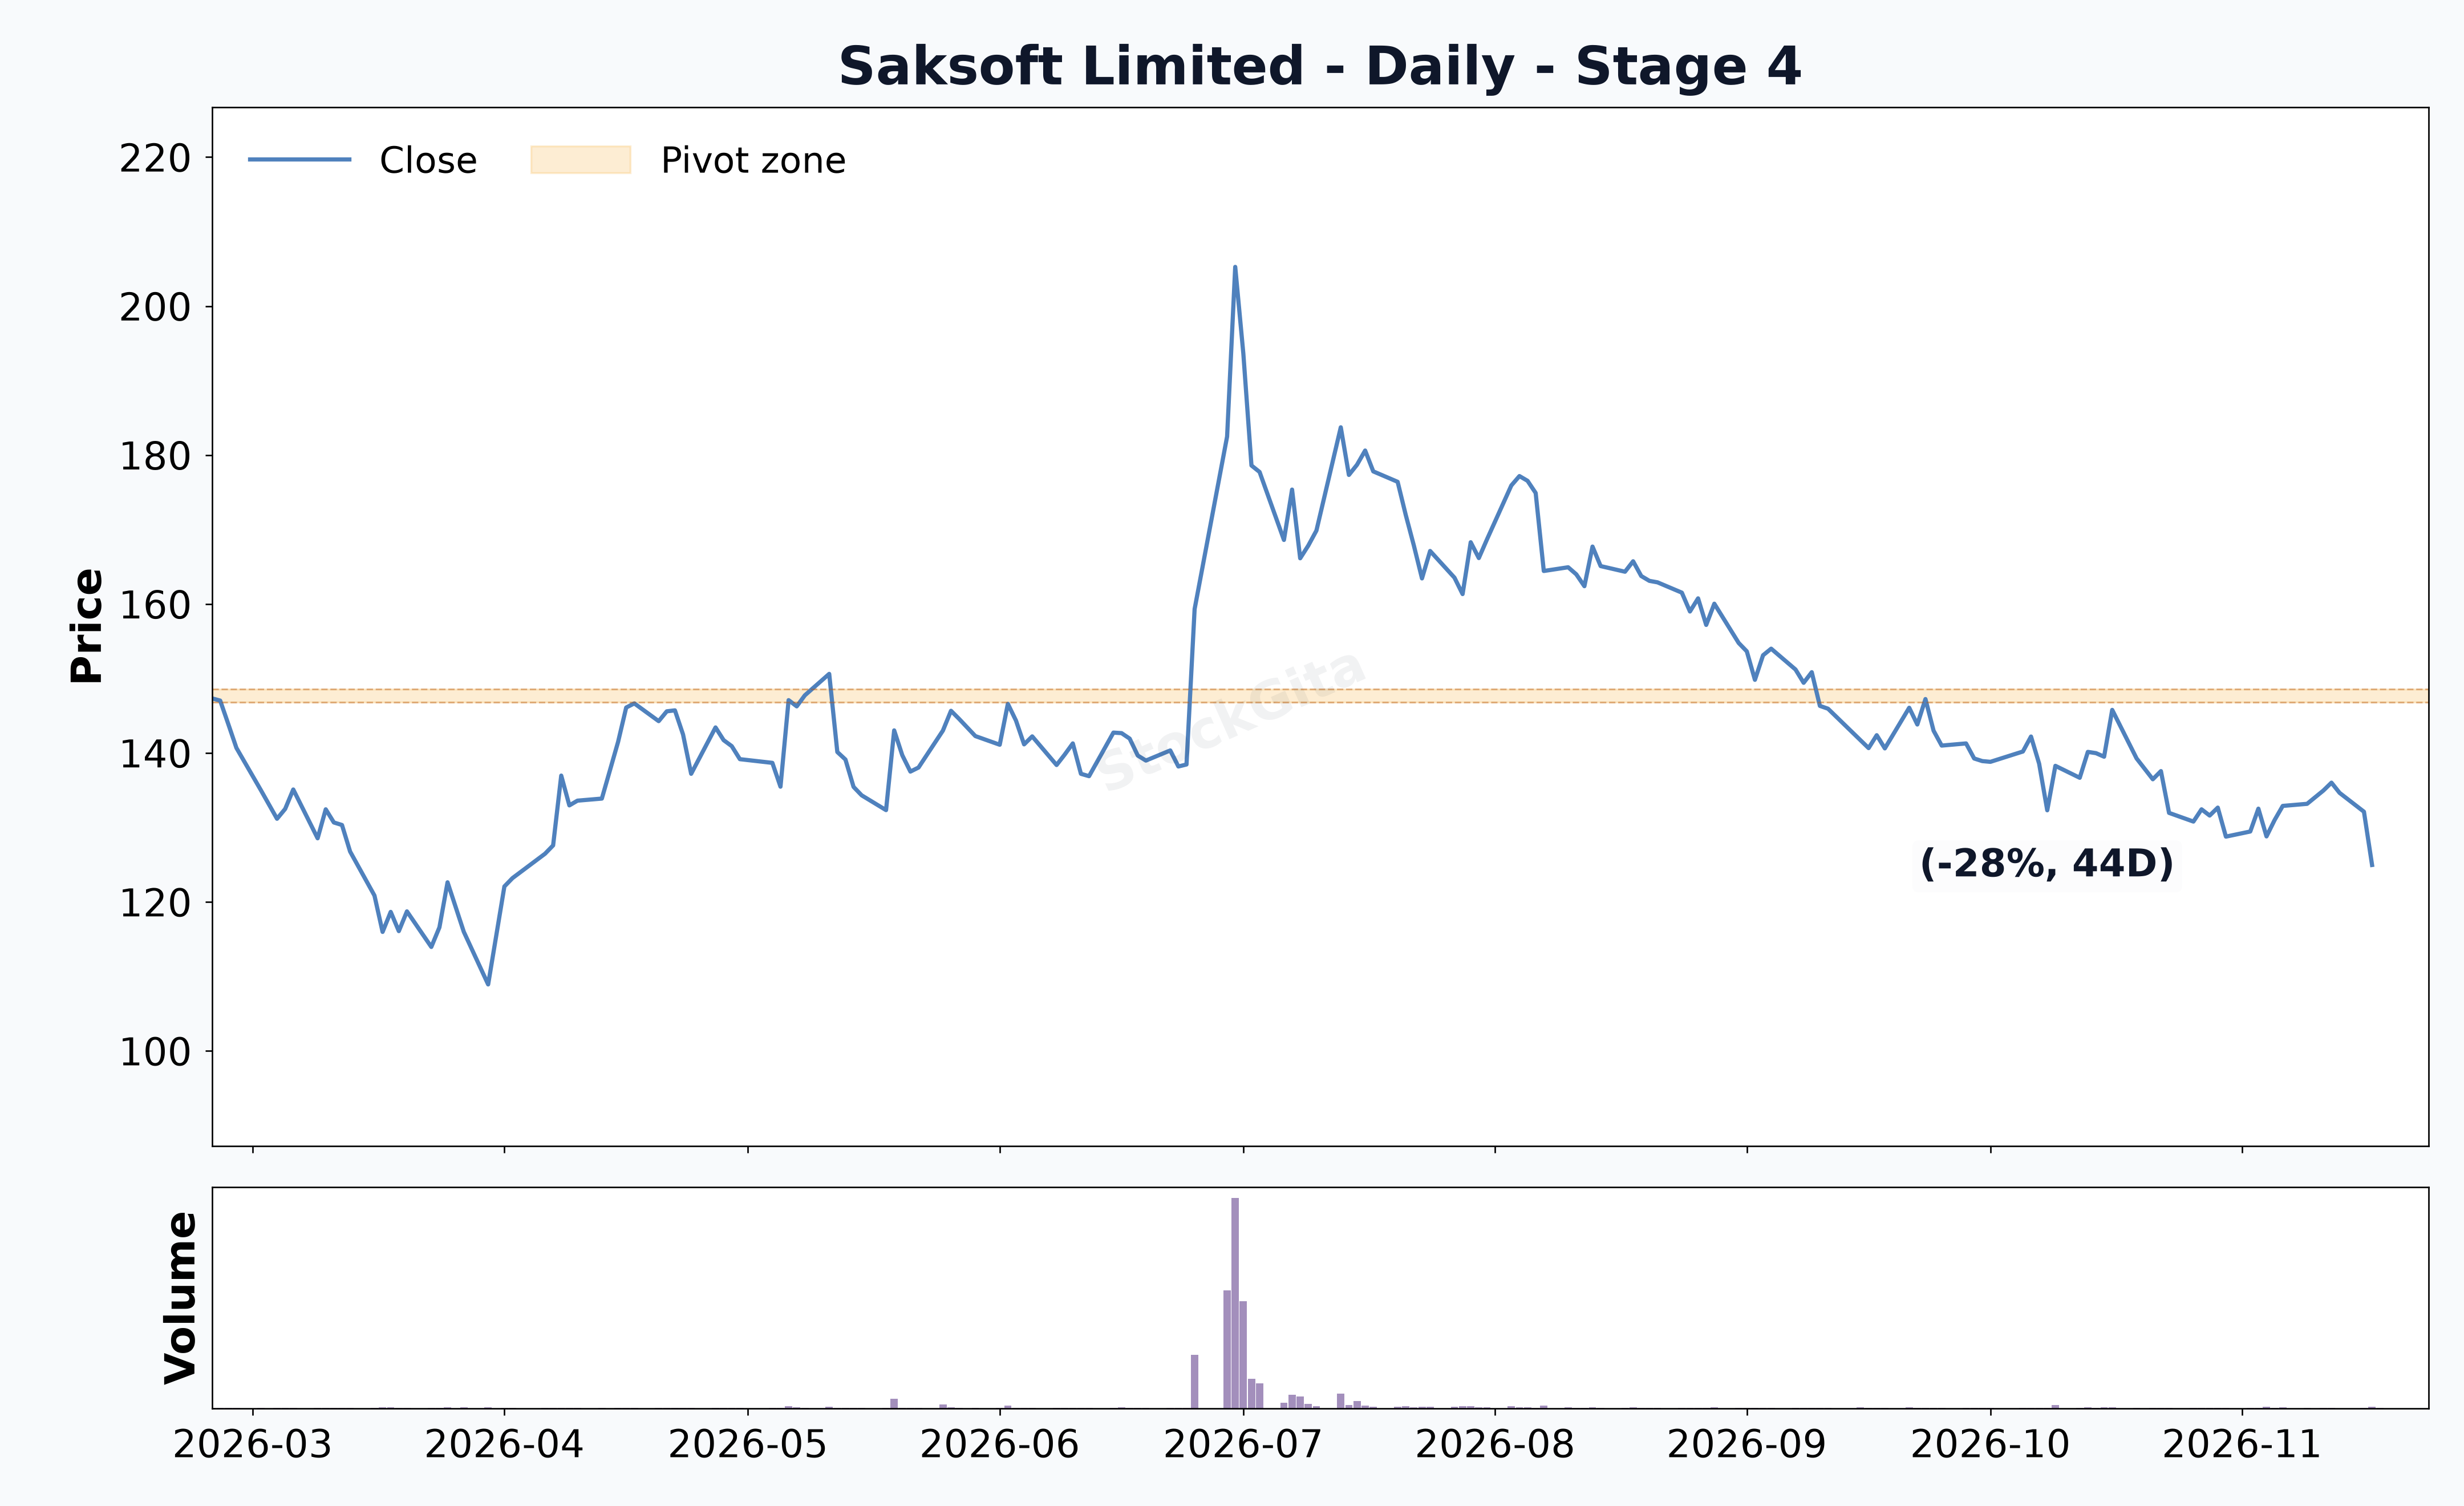 Saksoft Limited - Daily - Stage 4
Close
Pivot zone
220
200
180
160
140
120
100
Price
StockGita
(-28%, 44D)
Volume
2026-03
2026-04
2026-05
2026-06
2026-07
2026-08
2026-09
2026-10
2026-11